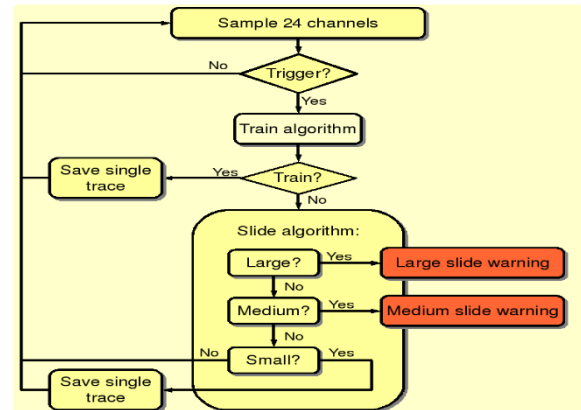 Sample 24 channels
No
Trigger?
Yes
Train algorithm
Save single
trace
Yes
Train?
No
Slide algorithm:
Large?
Yes
Large slide warning
No
Medium?
Yes
Medium slide warning
No
No
Small?
Yes
Save single
trace